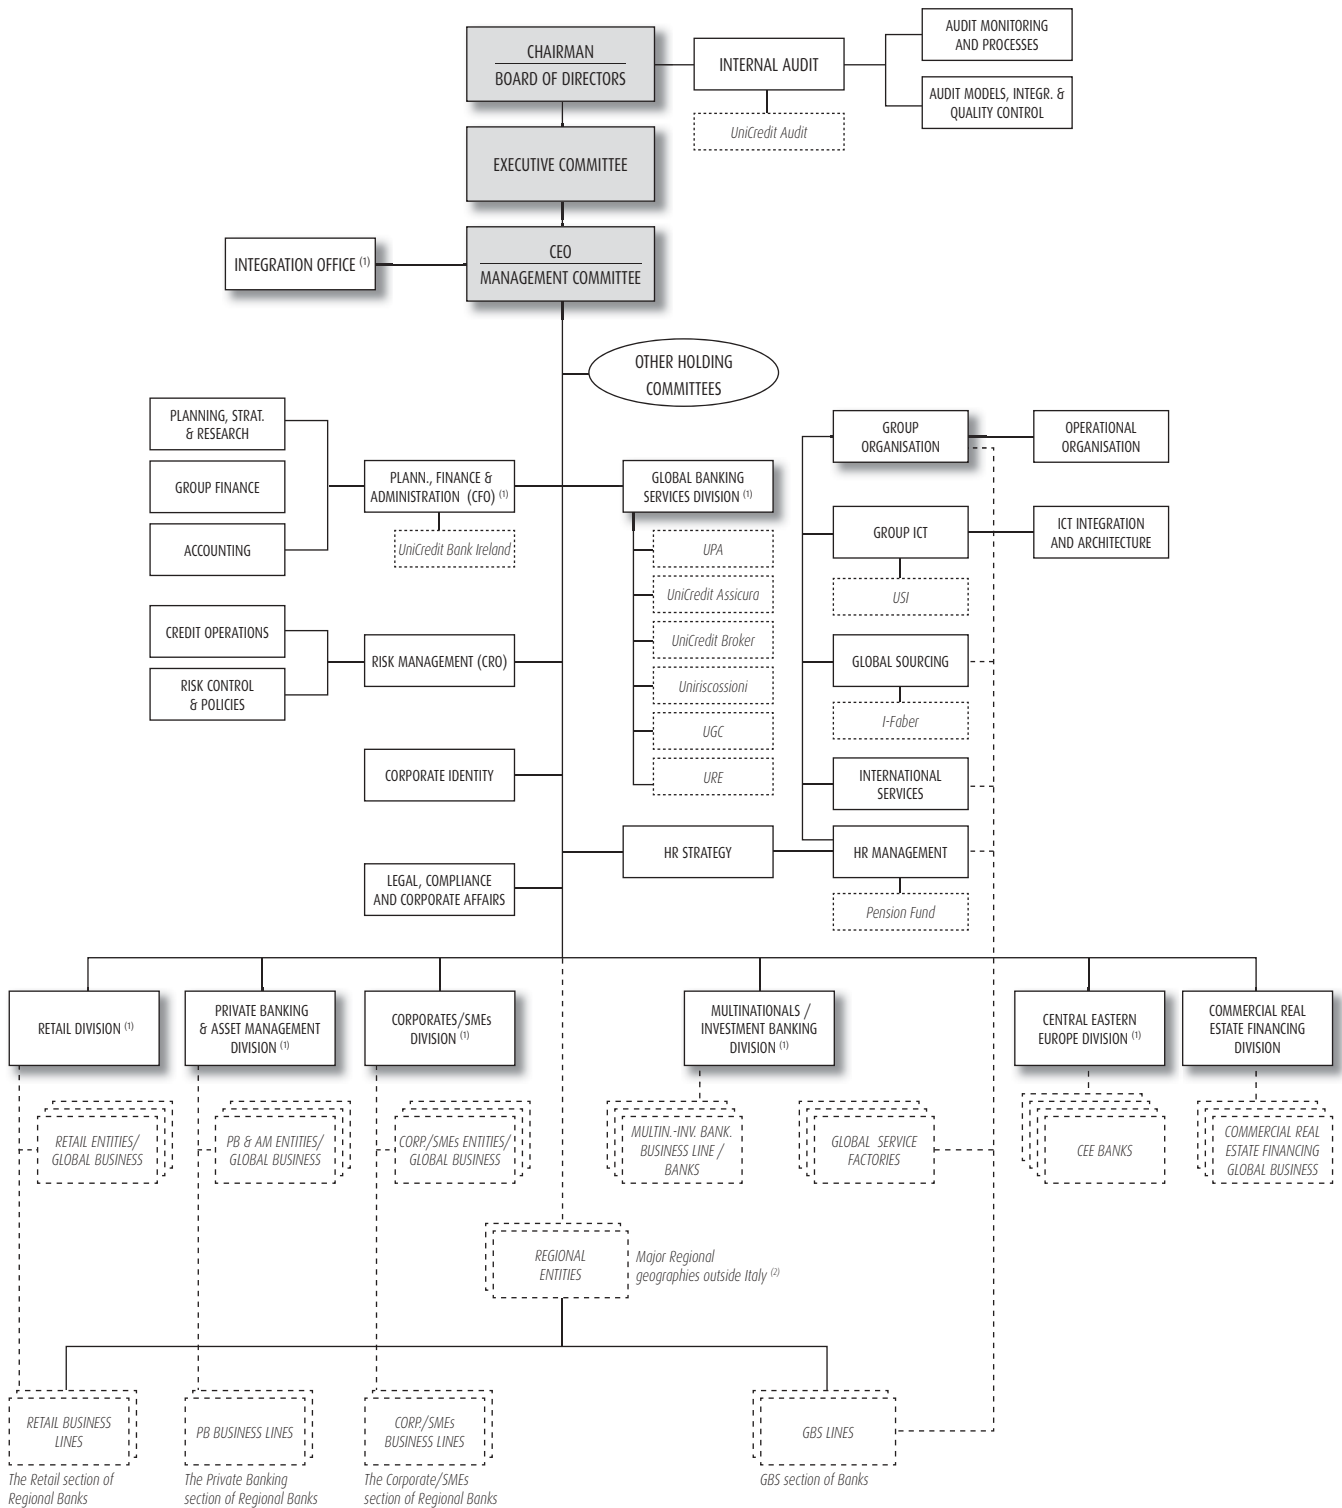 CHAIRMAN
BOARD OF DIRECTORS
INTERNAL AUDIT
AUDIT MONITORING
AND PROCESSES
AUDIT MODELS, INTEGR. &
QUALITY CONTROL
UniCredit Audit
EXECUTIVE COMMITTEE
INTEGRATION OFFICE (1)
CEO
MANAGEMENT COMMITTEE
OTHER HOLDING
COMMITTEES
PLANNING, STRAT.
& RESEARCH
GROUP FINANCE
ACCOUNTING
PLANN., FINANCE &
ADMINISTRATION (CFO) (1)
UniCredit Bank Ireland
GLOBAL BANKING
SERVICES DIVISION (1)
UPA
UniCredit Assicura
UniCredit Broker
Uniriscossioni
UGC
URE
GROUP
ORGANISATION
OPERATIONAL
ORGANISATION
GROUP ICT
ICT INTEGRATION
AND ARCHITECTURE
USI
GLOBAL SOURCING
I-Faber
INTERNATIONAL
SERVICES
CREDIT OPERATIONS
RISK CONTROL
& POLICIES
RISK MANAGEMENT (CRO)
CORPORATE IDENTITY
HR STRATEGY
HR MANAGEMENT
Pension Fund
LEGAL, COMPLIANCE
AND CORPORATE AFFAIRS
RETAIL DIVISION (1)
PRIVATE BANKING
& ASSET MANAGEMENT
DIVISION (1)
CORPORATES/SMEs
DIVISION (1)
MULTINATIONALS /
INVESTMENT BANKING
DIVISION (1)
CENTRAL EASTERN
EUROPE DIVISION (1)
COMMERCIAL REAL
ESTATE FINANCING
DIVISION
RETAIL ENTITIES/
GLOBAL BUSINESS
PB & AM ENTITIES/
GLOBAL BUSINESS
CORP./SMEs ENTITIES/
GLOBAL BUSINESS
MULTIN.-INV. BANK.
BUSINESS LINE /
BANKS
GLOBAL SERVICE
FACTORIES
CEE BANKS
COMMERCIAL REAL
ESTATE FINANCING
GLOBAL BUSINESS
REGIONAL
ENTITIES
Major Regional
geographies outside Italy (2)
RETAIL BUSINESS
LINES
The Retail section of
Regional Banks
PB BUSINESS LINES
The Private Banking
section of Regional Banks
CORP./SMEs
BUSINESS LINES
The Corporate/SMEs
section of Regional Banks
GBS LINES
GBS section of Banks